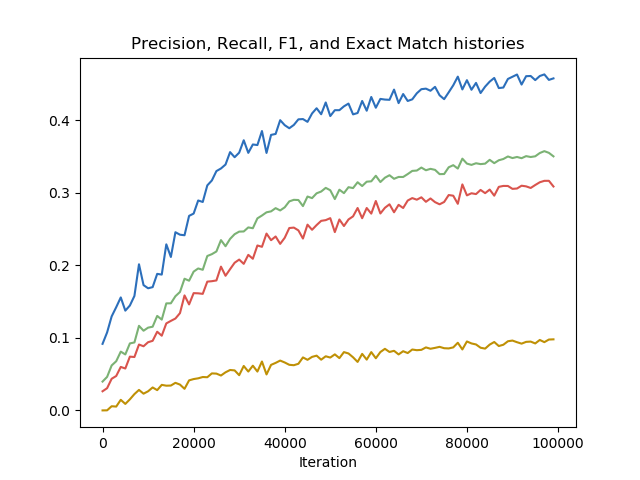 Precision, Recall, F1, and Exact Match histories
0.4
0.3
0.2
0.1
0.0
0 20000 40000 60000 80000 100000
Iteration